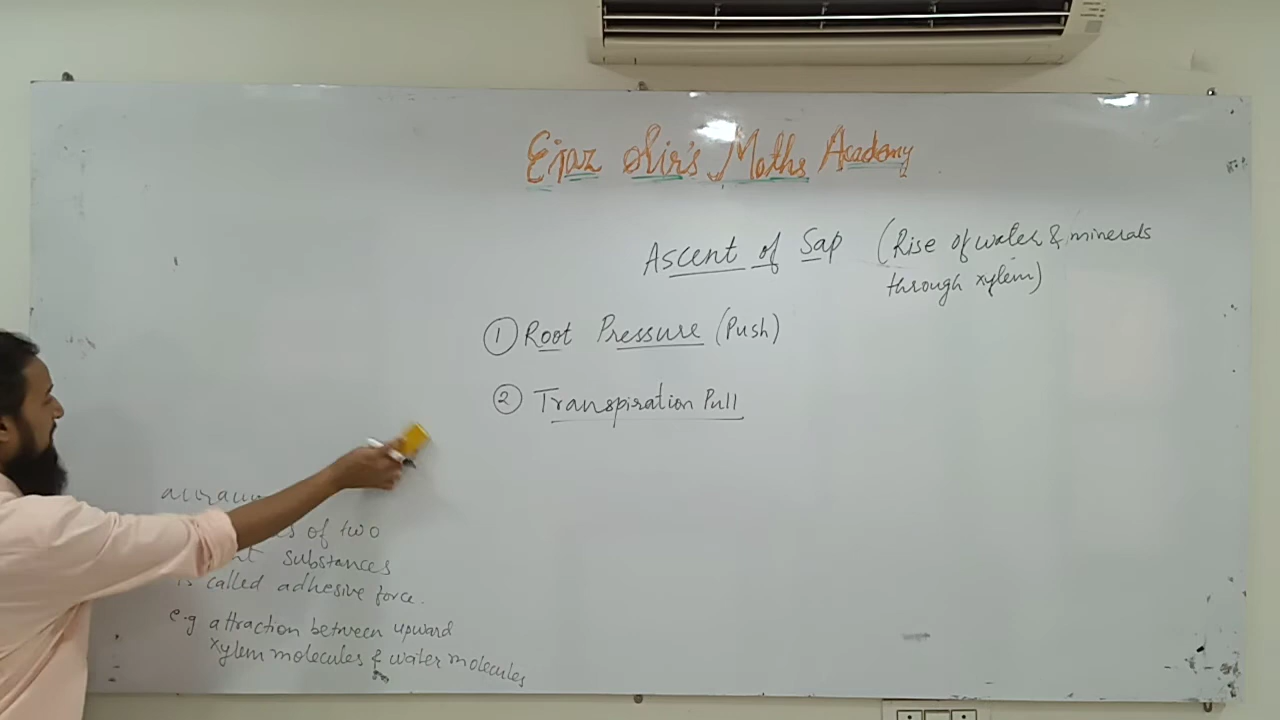 Ejaz Sir's Maths Academy
Ascent of Sap (Rise of water & minerals
through xylem)
① Root Pressure (Push)
② Transpiration Pull
of two
substances
is called adhesive force.
e.g attraction between upward
xylem molecules & water molecules